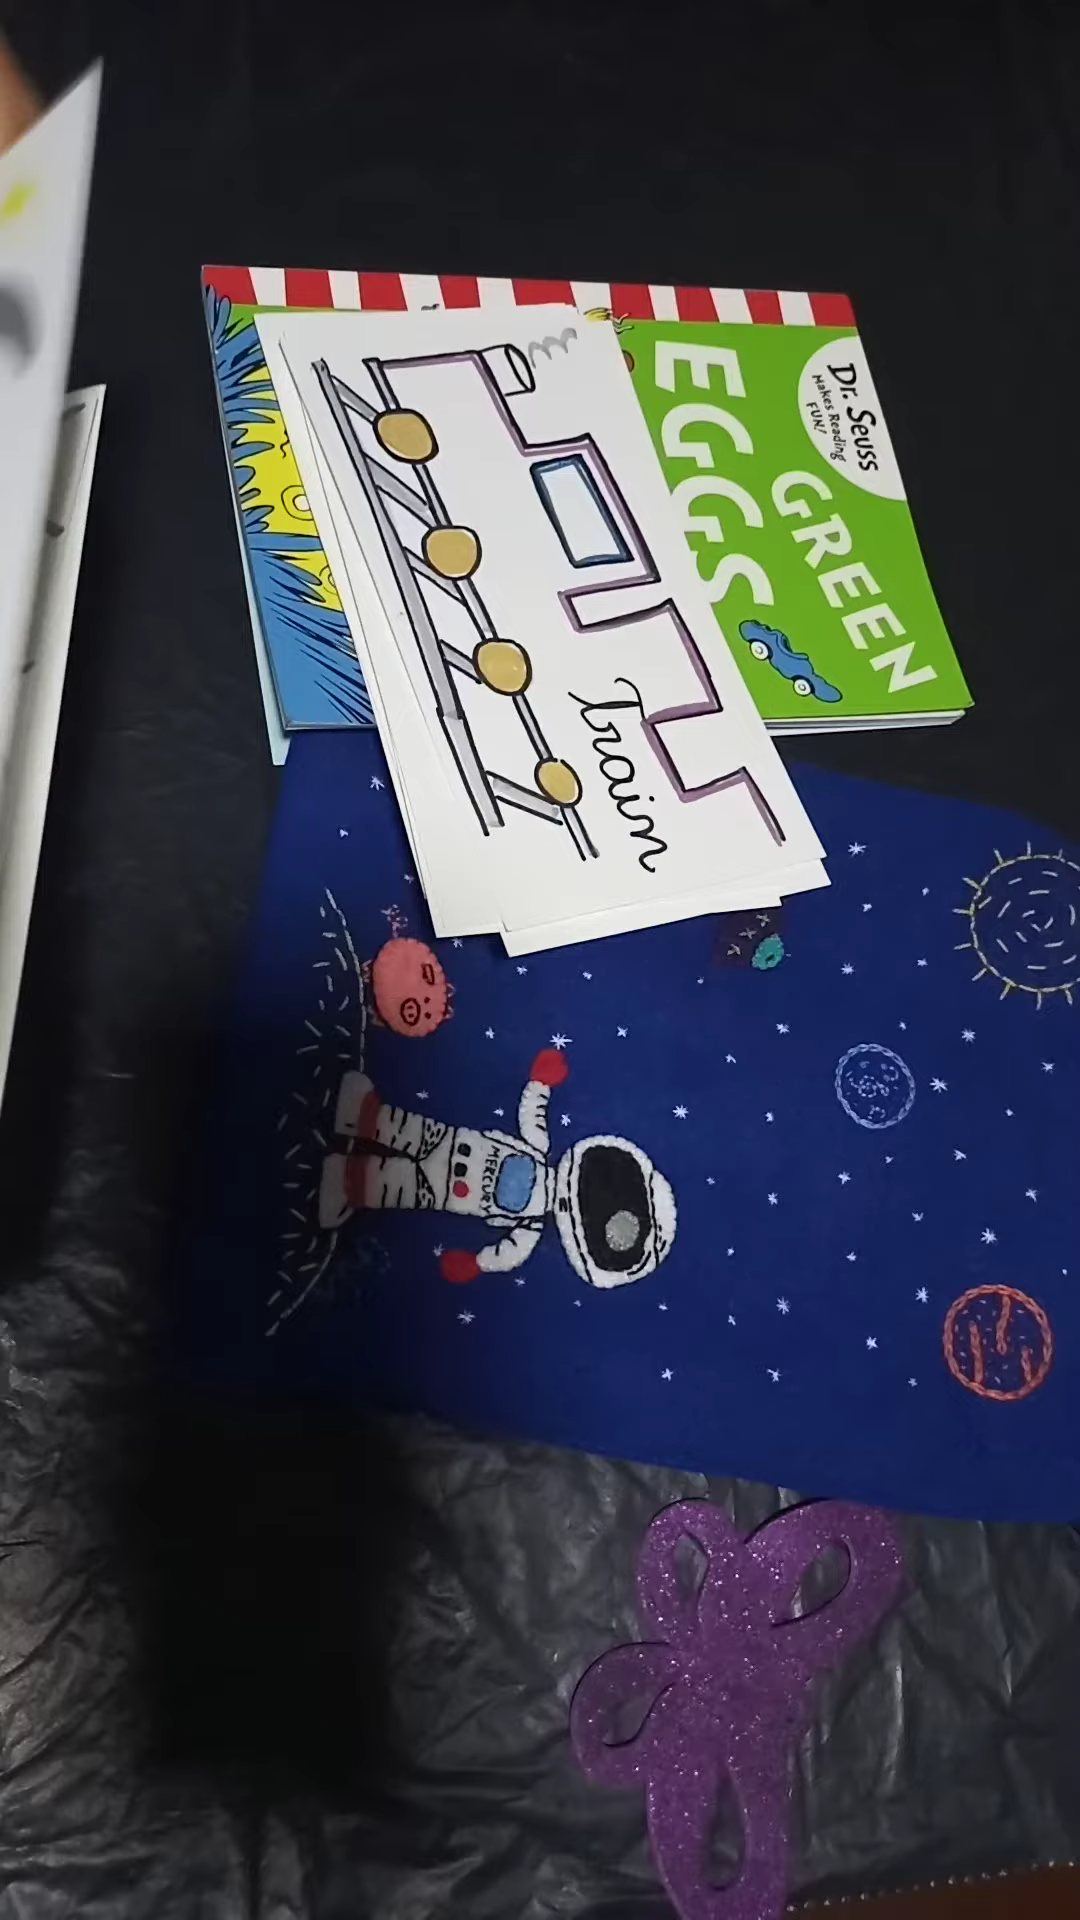 Dr. Seuss
Makes Reading
FUN!
GREEN
EGGS
Train
MERCURY